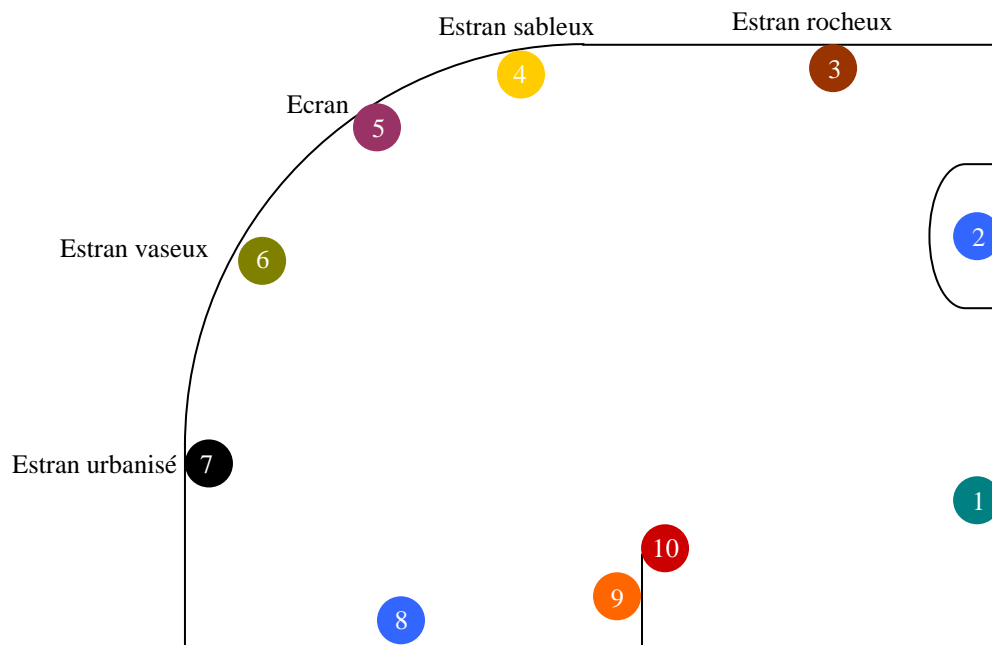 Estran sableux
Estran rocheux
4
3
Ecran
5
Estran vaseux
6
2
Estran urbanisé
7
1
10
9
8